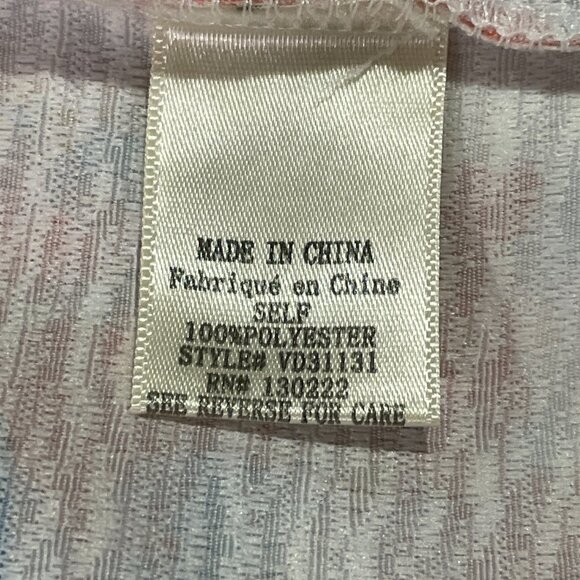 MADE IN CHINA
Fabriqué en Chine
SELF
100%POLYESTER
STYLE# VD31131
RN# 130222
SEE REVERSE FOR CARE